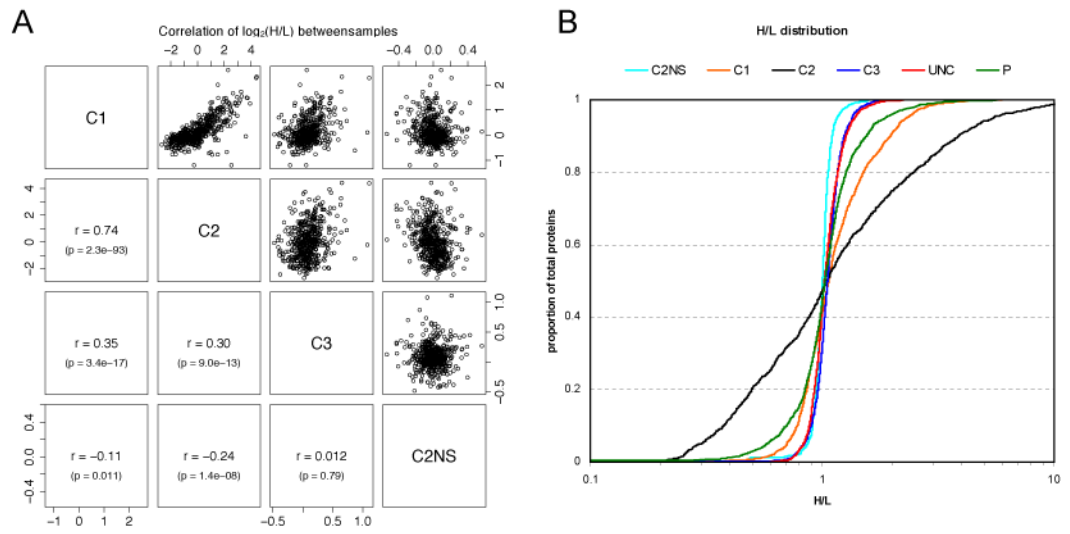 A
Correlation of log₂(H/L) betweensamples
−2 0 2 4
−0.4 0.0 0.4
C1
−1 0 1 2
−2 0 2 4
r = 0.74
(p = 2.3e−93)
C2
r = 0.35
(p = 3.4e−17)
r = 0.30
(p = 9.0e−13)
C3
−0.5 0.5 1.0
−0.4 0.0 0.4
r = −0.11
(p = 0.011)
r = −0.24
(p = 1.4e−08)
r = 0.012
(p = 0.79)
C2NS
−1 0 1 2
−0.5 0.5 1.0
B
H/L distribution
C2NS C1 C2 C3 UNC P
proportion of total proteins
1
0.8
0.6
0.4
0.2
0
0.1 1 10
H/L